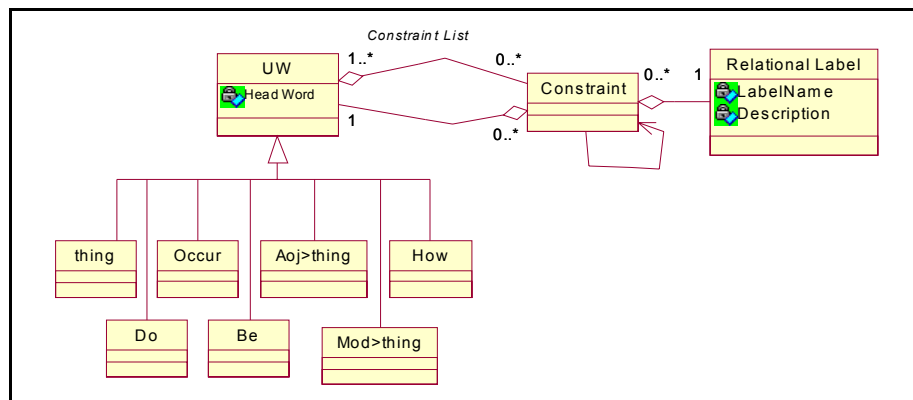 Constraint List
UW
Head Word
1..*
0..*
1
0..*
Constraint
0..*
1
Relational Label
LabelName
Description
thing
Occur
Aoj>thing
How
Do
Be
Mod>thing